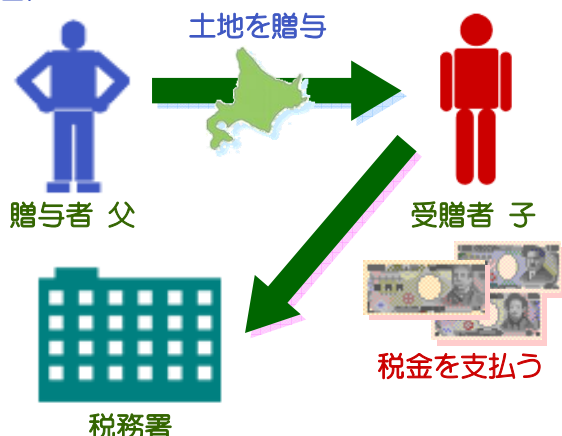 土地を贈与
贈与者 父
受贈者 子
税金を支払う
税務署